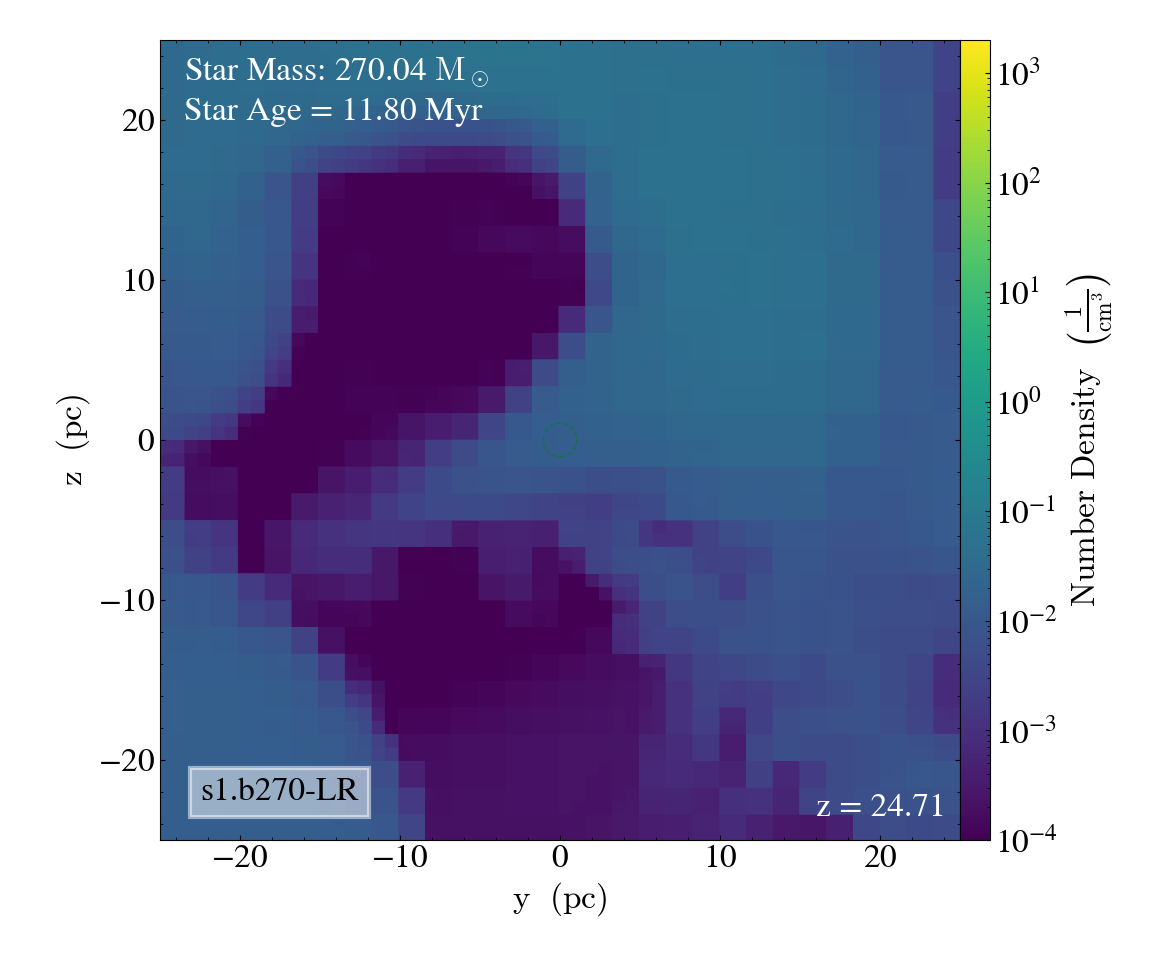 Star Mass: 270.04 M⊙
Star Age = 11.80 Myr
s1.b270-LR
z = 24.71
20
10
0
−10
−20
z (pc)
−20
−10
0
10
20
y (pc)
10³
10²
10¹
10⁰
10⁻¹
10⁻²
10⁻³
10⁻⁴
Number Density (1/cm³)